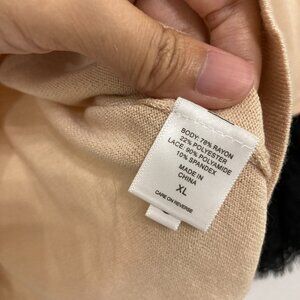 BODY: 78% RAYON
22% POLYESTER
LACE: 90% POLYAMIDE
10% SPANDEX
MADE IN
CHINA
XL
CARE ON REVERSE